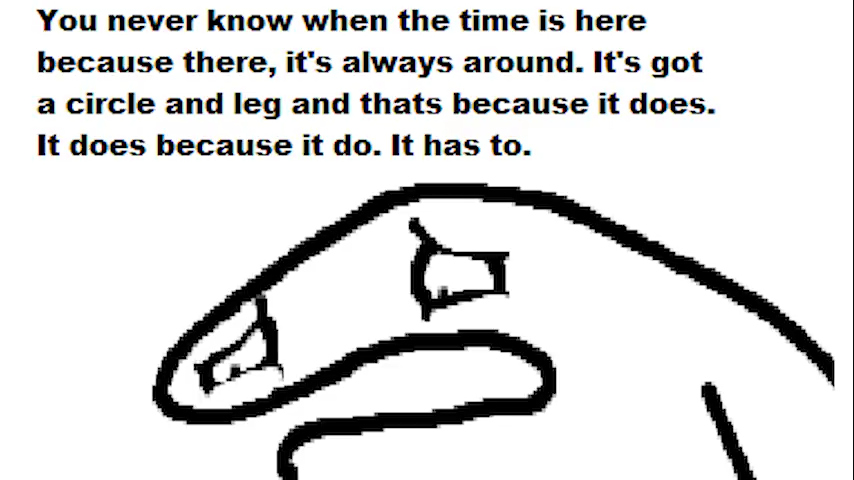 You never know when the time is here
because there, it's always around. It's got
a circle and leg and thats because it does.
It does because it do. It has to.